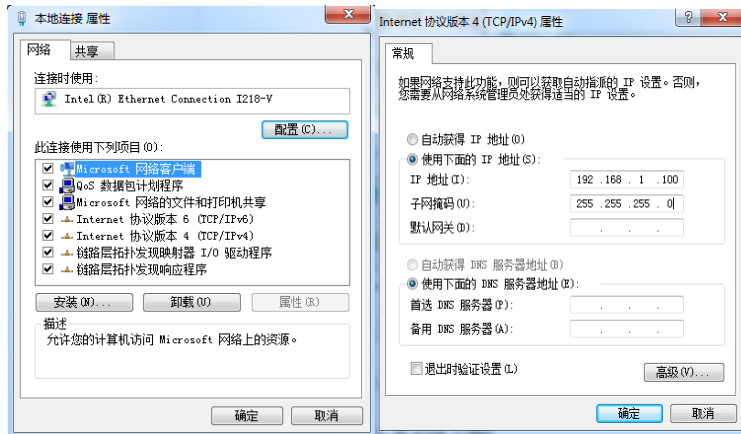 本地连接 属性
网络
共享
连接时使用:
Intel(R) Ethernet Connection I218-V
配置(C)...
此连接使用下列项目(O):
Microsoft 网络客户端
QoS 数据包计划程序
Microsoft 网络的文件和打印机共享
Internet 协议版本 6 (TCP/IPv6)
Internet 协议版本 4 (TCP/IPv4)
链路层拓扑发现映射器 I/O 驱动程序
链路层拓扑发现响应程序
安装(N)...
卸载(U)
属性(R)
描述
允许您的计算机访问 Microsoft 网络上的资源。
确定
取消
Internet 协议版本 4 (TCP/IPv4) 属性
常规
如果网络支持此功能，则可以获取自动指派的 IP 设置。否则，
您需要从网络系统管理员处获得适当的 IP 设置。
自动获得 IP 地址(O)
使用下面的 IP 地址(S):
IP 地址(I):
192 .168 . 1 .100
子网掩码(U):
255 .255 .255 . 0
默认网关(D):
. . .
自动获得 DNS 服务器地址(B)
使用下面的 DNS 服务器地址(E):
首选 DNS 服务器(P):
. . .
备用 DNS 服务器(A):
. . .
退出时验证设置(L)
高级(V)...
确定
取消